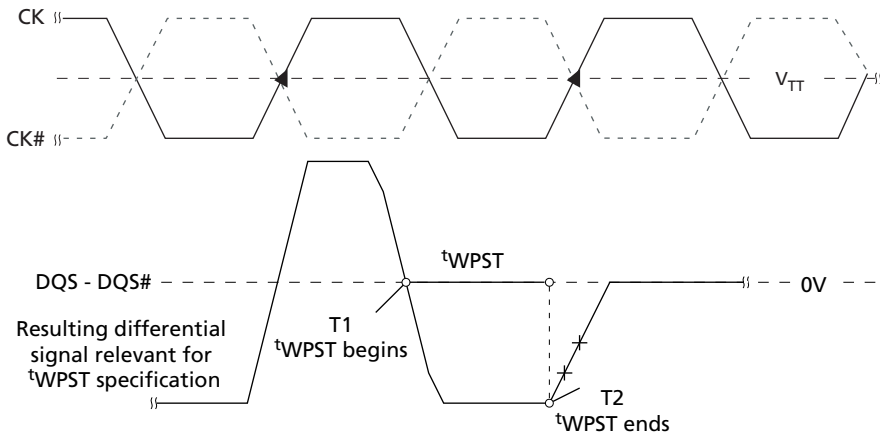 CK
V_TT
CK#
tWPST
DQS - DQS#
0V
T1
tWPST begins
Resulting differential
signal relevant for
tWPST specification
T2
tWPST ends